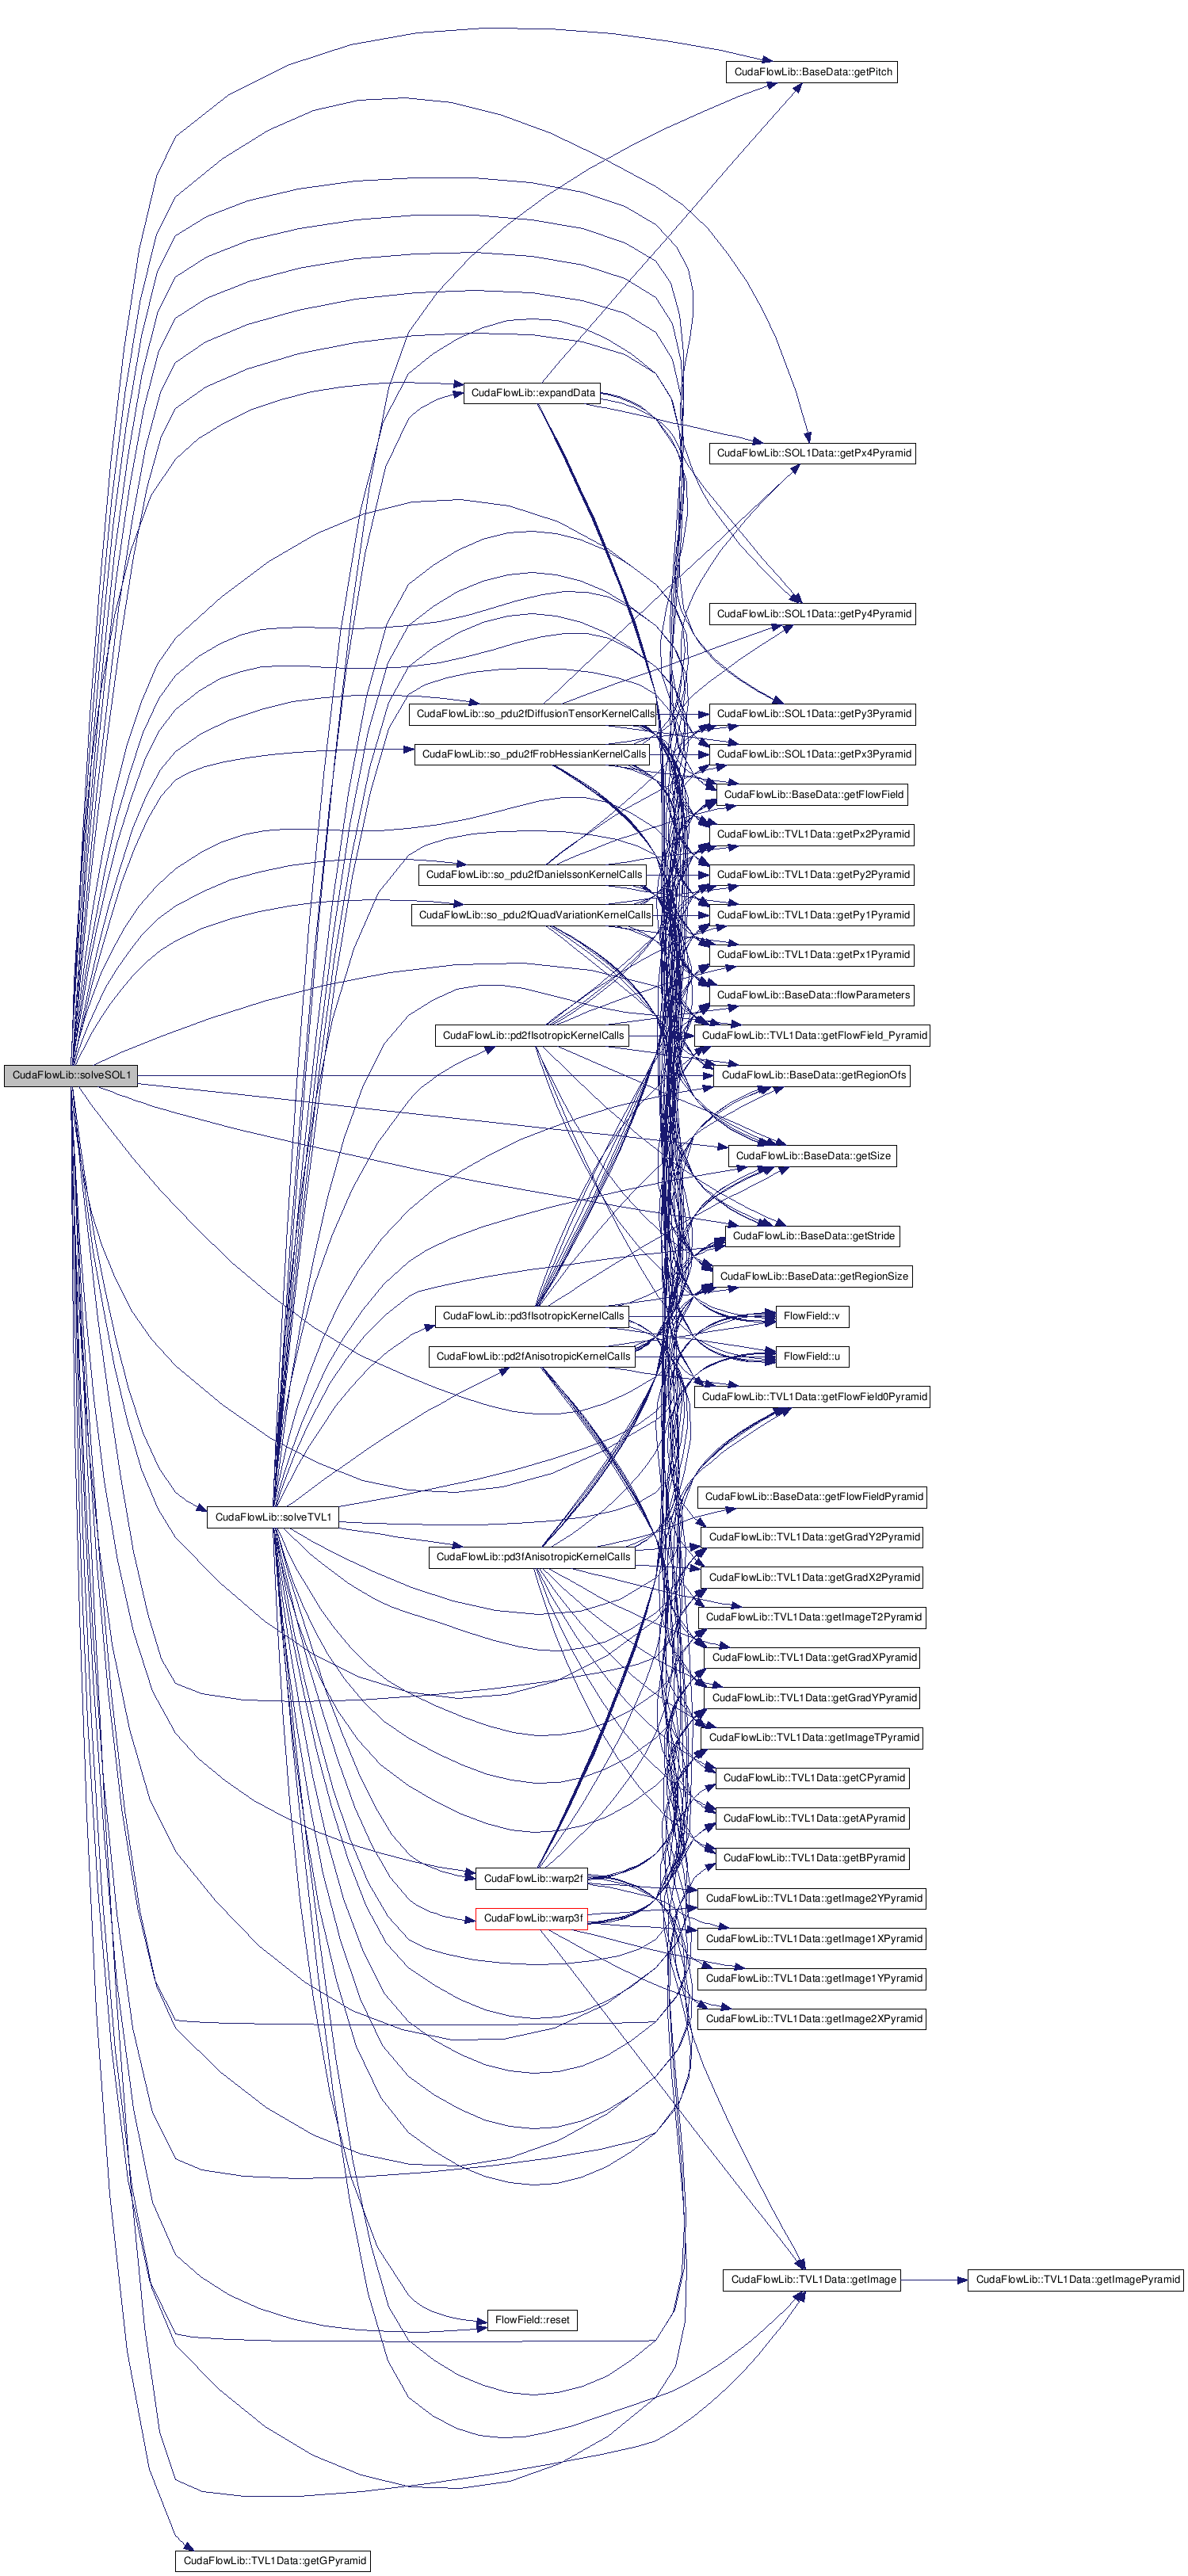 CudaFlowLib::BaseData::getPitch
CudaFlowLib::expandData
CudaFlowLib::SOL1Data::getPx4Pyramid
CudaFlowLib::SOL1Data::getPy4Pyramid
CudaFlowLib::so_pdu2fDiffusionTensorKernelCalls
CudaFlowLib::SOL1Data::getPy3Pyramid
CudaFlowLib::so_pdu2fFrobHessianKernelCalls
CudaFlowLib::SOL1Data::getPx3Pyramid
CudaFlowLib::BaseData::getFlowField
CudaFlowLib::TVL1Data::getPx2Pyramid
CudaFlowLib::so_pdu2fDanielssonKernelCalls
CudaFlowLib::TVL1Data::getPy2Pyramid
CudaFlowLib::so_pdu2fQuadVariationKernelCalls
CudaFlowLib::TVL1Data::getPy1Pyramid
CudaFlowLib::TVL1Data::getPx1Pyramid
CudaFlowLib::BaseData::flowParameters
CudaFlowLib::pd2fIsotropicKernelCalls
CudaFlowLib::TVL1Data::getFlowField_Pyramid
CudaFlowLib::solveSOL1
CudaFlowLib::BaseData::getRegionOfs
CudaFlowLib::BaseData::getSize
CudaFlowLib::BaseData::getStride
CudaFlowLib::BaseData::getRegionSize
CudaFlowLib::pd3fIsotropicKernelCalls
FlowField::v
CudaFlowLib::pd2fAnisotropicKernelCalls
FlowField::u
CudaFlowLib::TVL1Data::getFlowField0Pyramid
CudaFlowLib::BaseData::getFlowFieldPyramid
CudaFlowLib::solveTVL1
CudaFlowLib::TVL1Data::getGradY2Pyramid
CudaFlowLib::pd3fAnisotropicKernelCalls
CudaFlowLib::TVL1Data::getGradX2Pyramid
CudaFlowLib::TVL1Data::getImageT2Pyramid
CudaFlowLib::TVL1Data::getGradXPyramid
CudaFlowLib::TVL1Data::getGradYPyramid
CudaFlowLib::TVL1Data::getImageTPyramid
CudaFlowLib::TVL1Data::getCPyramid
CudaFlowLib::TVL1Data::getAPyramid
CudaFlowLib::TVL1Data::getBPyramid
CudaFlowLib::warp2f
CudaFlowLib::TVL1Data::getImage2YPyramid
CudaFlowLib::warp3f
CudaFlowLib::TVL1Data::getImage1XPyramid
CudaFlowLib::TVL1Data::getImage1YPyramid
CudaFlowLib::TVL1Data::getImage2XPyramid
CudaFlowLib::TVL1Data::getImage
CudaFlowLib::TVL1Data::getImagePyramid
FlowField::reset
CudaFlowLib::TVL1Data::getGPyramid